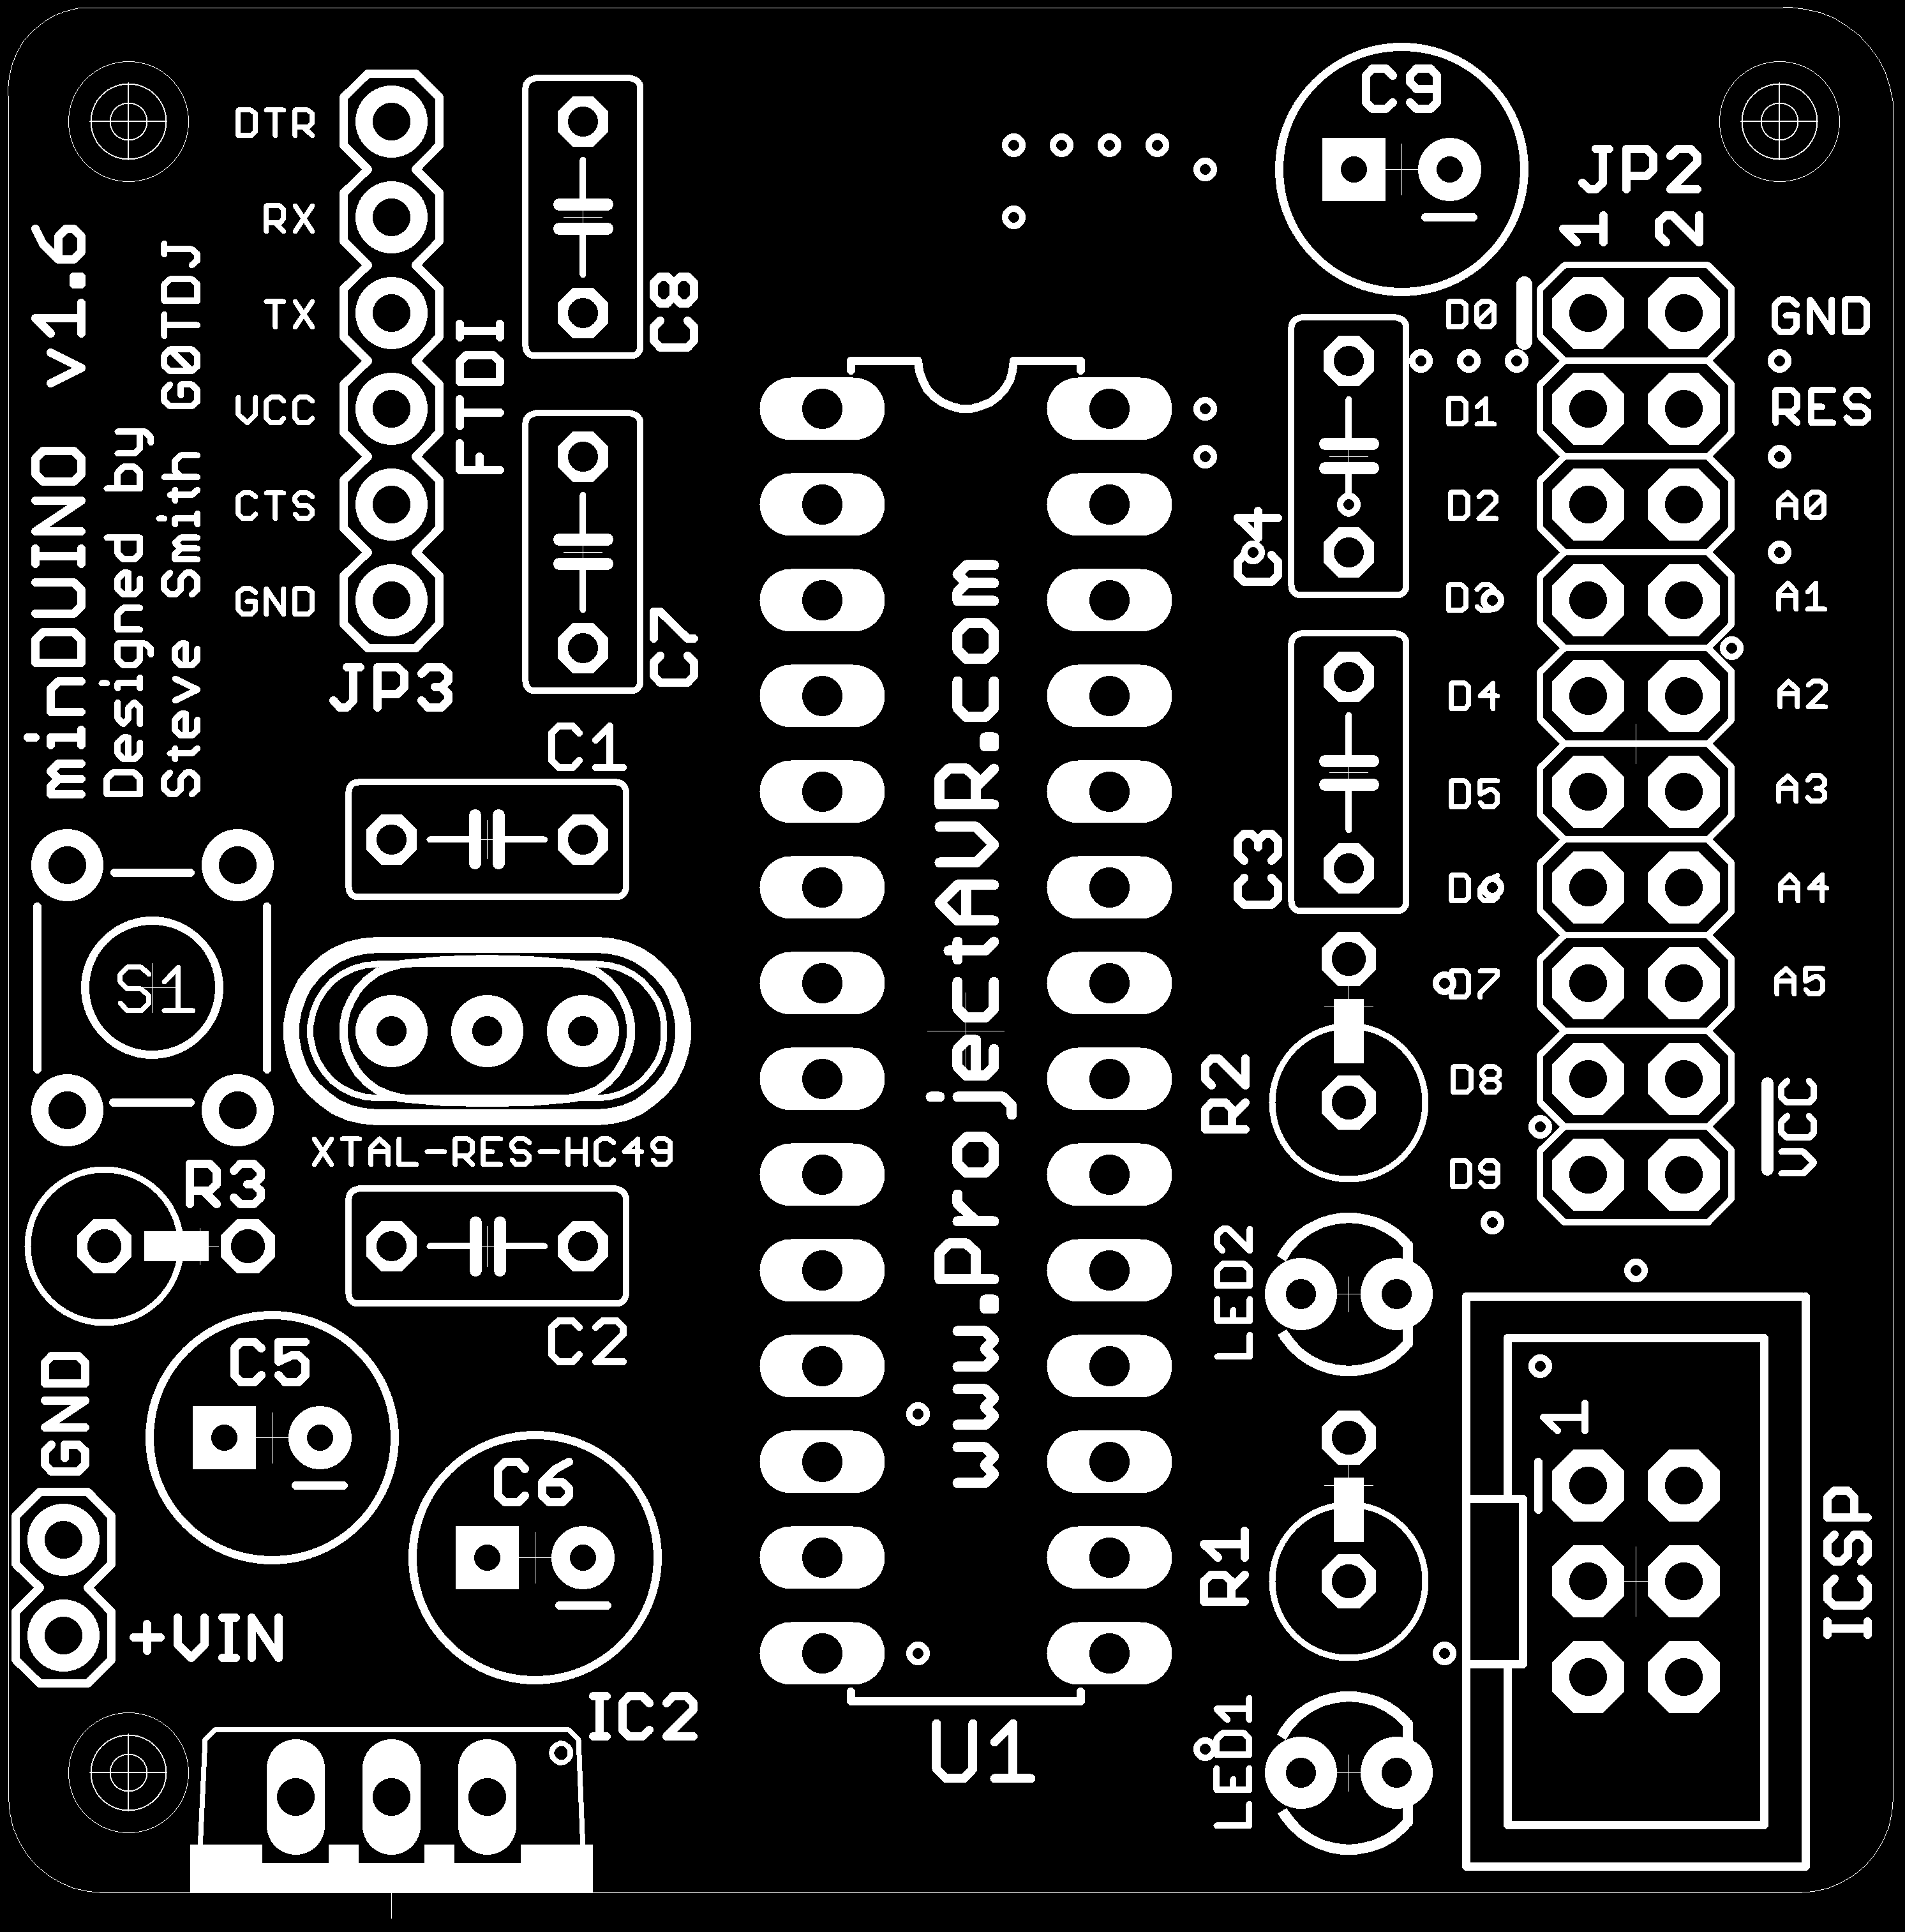 minDUINO v1.6
Designed by
Steve Smith G0TDJ
DTR
RX
TX
VCC
CTS
GND
FTDI
JP3
C8
C7
C1
S1
XTAL-RES-HC49
R3
C2
C5
GND
C6
+VIN
IC2
www.ProjectAVR.com
U1
C9
JP2
1 2
D0 GND
D1 RES
D2 A0
D3 A1
D4 A2
D5 A3
D6 A4
D7 A5
D8 VCC
D9
C4
C3
R2
LED2
R1
LED1
1
ICSP